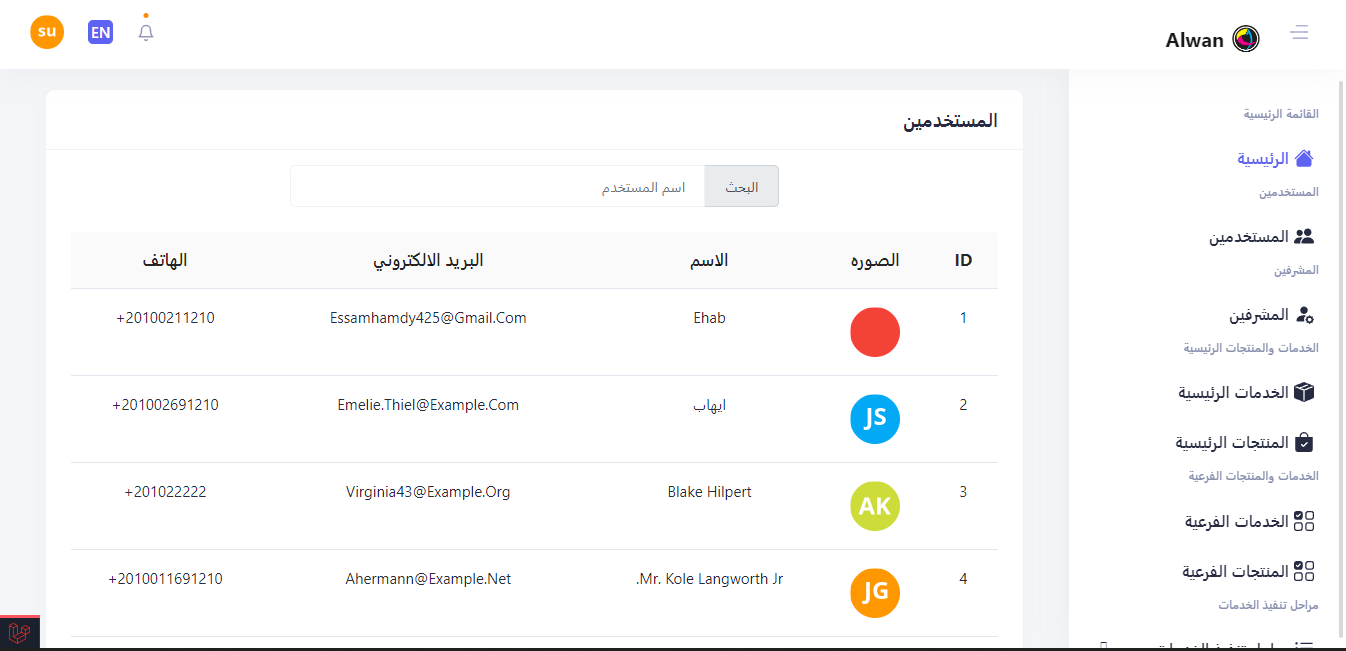 Alwan
EN
su
القائمة الرئيسية
الرئيسية
المستخدمين
المستخدمين
المشرفين
المشرفين
الخدمات والمنتجات الرئيسية
الخدمات الرئيسية
المنتجات الرئيسية
الخدمات والمنتجات الفرعية
الخدمات الفرعية
المنتجات الفرعية
مراحل تنفيذ الخدمات
المستخدمين
البحث اسم المستخدم
ID الصوره الاسم البريد الالكتروني الهاتف
1 Ehab Essamhamdy425@Gmail.Com +20100211210
2 JS ايهاب Emelie.Thiel@Example.Com +201002691210
3 AK Blake Hilpert Virginia43@Example.Org +201022222
4 JG .Mr. Kole Langworth Jr Ahermann@Example.Net +2010011691210